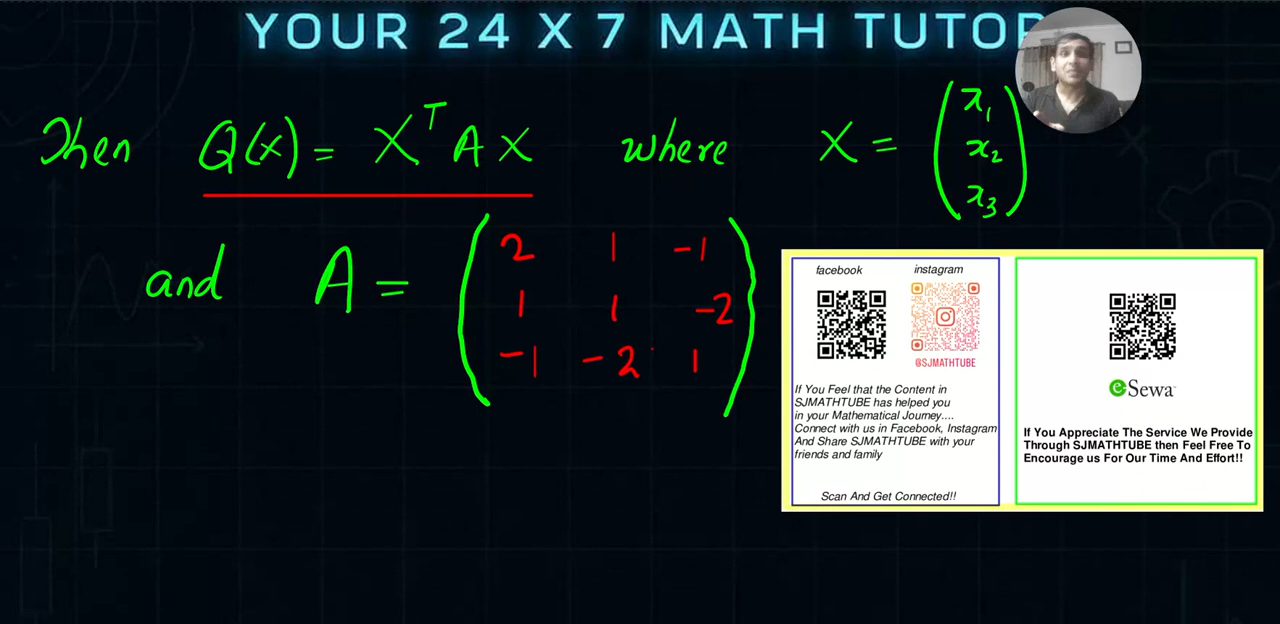 YOUR 24 X 7 MATH TUTOR
Then Q(x) = X^T A X where X = (x₁
x₂
x₃)
and A = (2 1 -1
1 1 -2
-1 -2 1)
facebook instagram
@SJMATHTUBE
If You Feel that the Content in
SJMATHTUBE has helped you
in your Mathematical Journey....
Connect with us in Facebook, Instagram
And Share SJMATHTUBE with your
friends and family
Scan And Get Connected!!
eSewa
If You Appreciate The Service We Provide
Through SJMATHTUBE then Feel Free To
Encourage us For Our Time And Effort!!